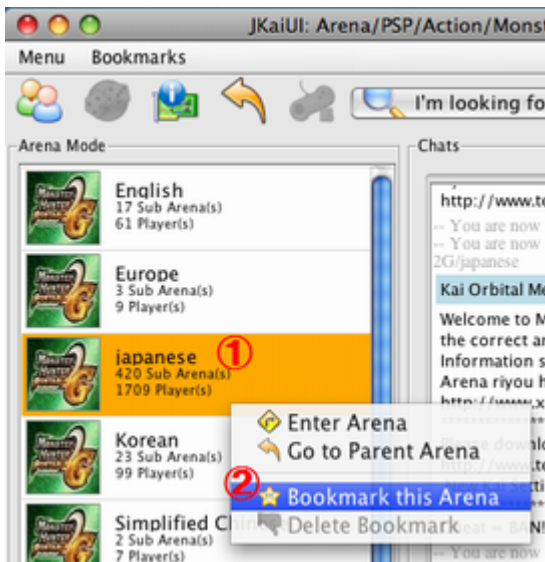 JKaiUI: Arena/PSP/Action/Monst
Menu Bookmarks
I'm looking fo
Arena Mode
English
17 Sub Arena(s)
61 Player(s)
Europe
3 Sub Arena(s)
9 Player(s)
japanese
420 Sub Arena(s)
1709 Player(s)
①
Korean
23 Sub Arena(s)
99 Player(s)
Simplified
2 Sub Arena(s)
7 Player(s)
Enter Arena
Go to Parent Arena
②
Bookmark this Arena
Delete Bookmark
Chats
http://www.te
-- You are now
-- You are now
2G/japanese
Kai Orbital Me
Welcome to M
the correct ar
Information s
Arena riyou h
http://www.x
-- You are now